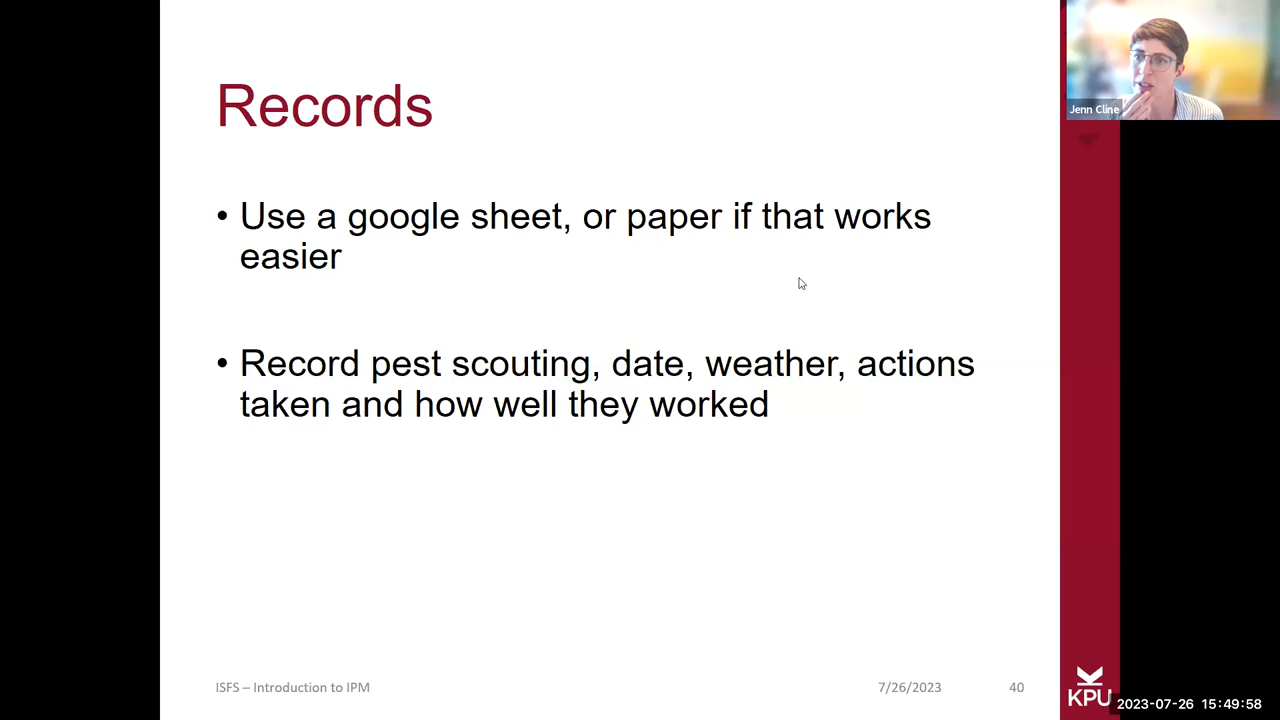 Records
• Use a google sheet, or paper if that works
easier
• Record pest scouting, date, weather, actions
taken and how well they worked
ISFS – Introduction to IPM
7/26/2023
40
Jenn Cline
KPU
2023-07-26 15:49:58